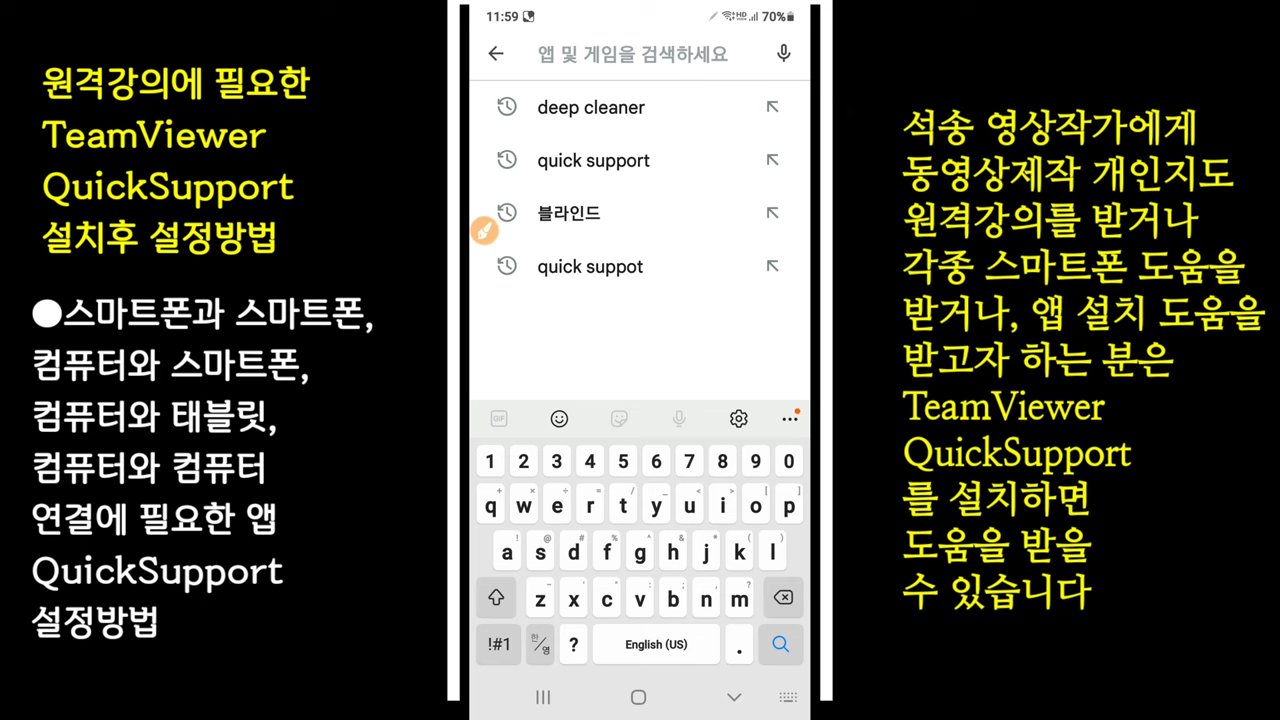 원격강의에 필요한
TeamViewer
QuickSupport
설치후 설정방법
●스마트폰과 스마트폰,
컴퓨터와 스마트폰,
컴퓨터와 태블릿,
컴퓨터와 컴퓨터
연결에 필요한 앱
QuickSupport
설정방법
11:59
70%
앱 및 게임을 검색하세요
deep cleaner
quick support
블라인드
quick suppot
GIF
1 2 3 4 5 6 7 8 9 0
q w e r t y u i o p
a s d f g h j k l
z x c v b n m
!#1 한/영 ? English (US) .
석송 영상작가에게
동영상제작 개인지도
원격강의를 받거나
각종 스마트폰 도움을
받거나, 앱 설치 도움을
받고자 하는 분은
TeamViewer
QuickSupport
를 설치하면
도움을 받을
수 있습니다